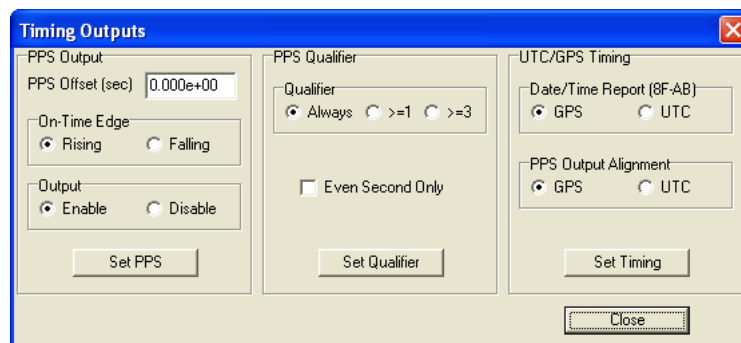 Timing Outputs
PPS Output
PPS Offset (sec) 0.000e+00
On-Time Edge
Rising Falling
Output
Enable Disable
Set PPS
PPS Qualifier
Qualifier
Always >=1 >=3
Even Second Only
Set Qualifier
UTC/GPS Timing
Date/Time Report (8F-AB)
GPS UTC
PPS Output Alignment
GPS UTC
Set Timing
Close